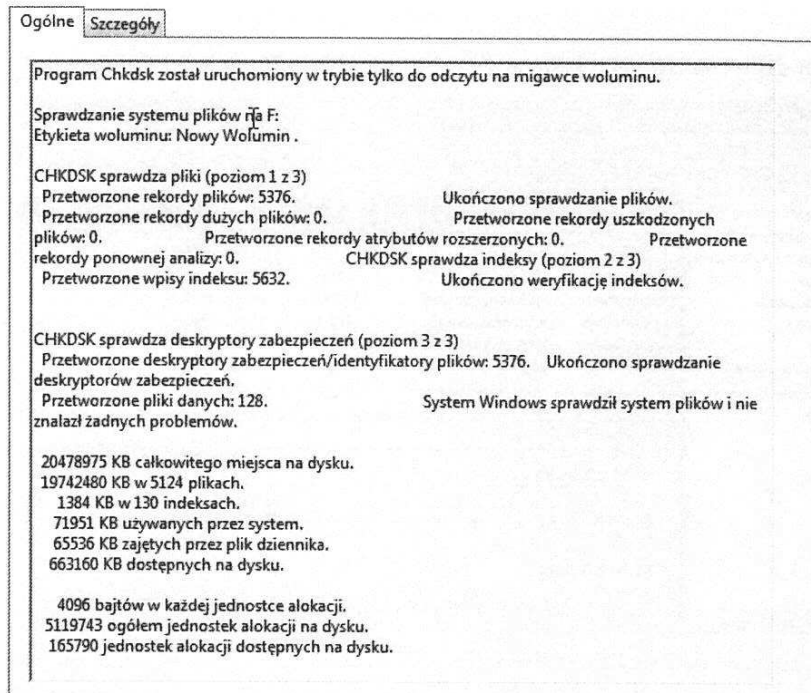 Ogólne Szczegóły
Program Chkdsk został uruchomiony w trybie tylko do odczytu na migawce woluminu.
Sprawdzanie systemu plików na F:
Etykieta woluminu: Nowy Wolumin .
CHKDSK sprawdza pliki (poziom 1 z 3)
Przetworzone rekordy plików: 5376. Ukończono sprawdzanie plików.
Przetworzone rekordy dużych plików: 0. Przetworzone rekordy uszkodzonych
plików: 0. Przetworzone rekordy atrybutów rozszerzonych: 0. Przetworzone
rekordy ponownej analizy: 0. CHKDSK sprawdza indeksy (poziom 2 z 3)
Przetworzone wpisy indeksu: 5632. Ukończono weryfikację indeksów.
CHKDSK sprawdza deskryptory zabezpieczeń (poziom 3 z 3)
Przetworzone deskryptory zabezpieczeń/identyfikatory plików: 5376. Ukończono sprawdzanie
deskryptorów zabezpieczeń.
Przetworzone pliki danych: 128. System Windows sprawdził system plików i nie
znalazł żadnych problemów.
20478975 KB całkowitego miejsca na dysku.
19742480 KB w 5124 plikach.
1384 KB w 130 indeksach.
71951 KB używanych przez system.
65536 KB zajętych przez plik dziennika.
663160 KB dostępnych na dysku.
4096 bajtów w każdej jednostce alokacji.
5119743 ogółem jednostek alokacji na dysku.
165790 jednostek alokacji dostępnych na dysku.